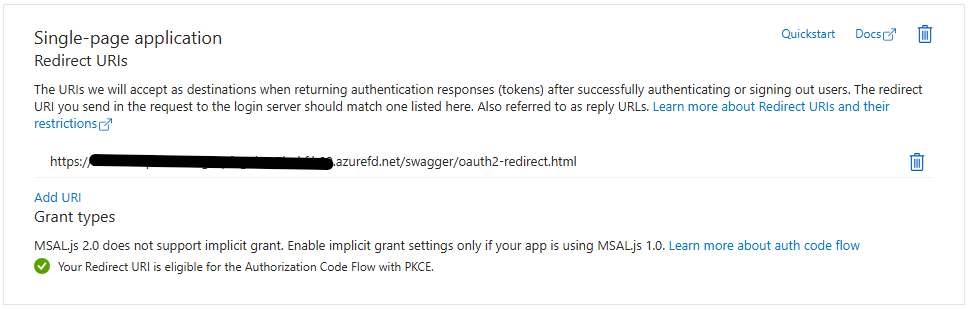 Single-page application
Quickstart
Docs
Redirect URIs
The URIs we will accept as destinations when returning authentication responses (tokens) after successfully authenticating or signing out users. The redirect
URI you send in the request to the login server should match one listed here. Also referred to as reply URLs. Learn more about Redirect URIs and their
restrictions
https:/ .azurefd.net/swagger/oauth2-redirect.html
Add URI
Grant types
MSAL.js 2.0 does not support implicit grant. Enable implicit grant settings only if your app is using MSAL.js 1.0. Learn more about auth code flow
Your Redirect URI is eligible for the Authorization Code Flow with PKCE.